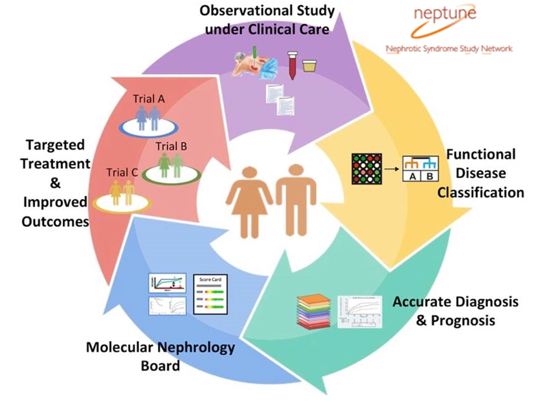 Observational Study
under Clinical Care
neptune
Nephrotic Syndrome Study Network
Trial A
Trial B
Trial C
Targeted
Treatment
&
Improved
Outcomes
A B
Functional
Disease
Classification
Accurate Diagnosis
& Prognosis
Score Card
Molecular Nephrology
Board